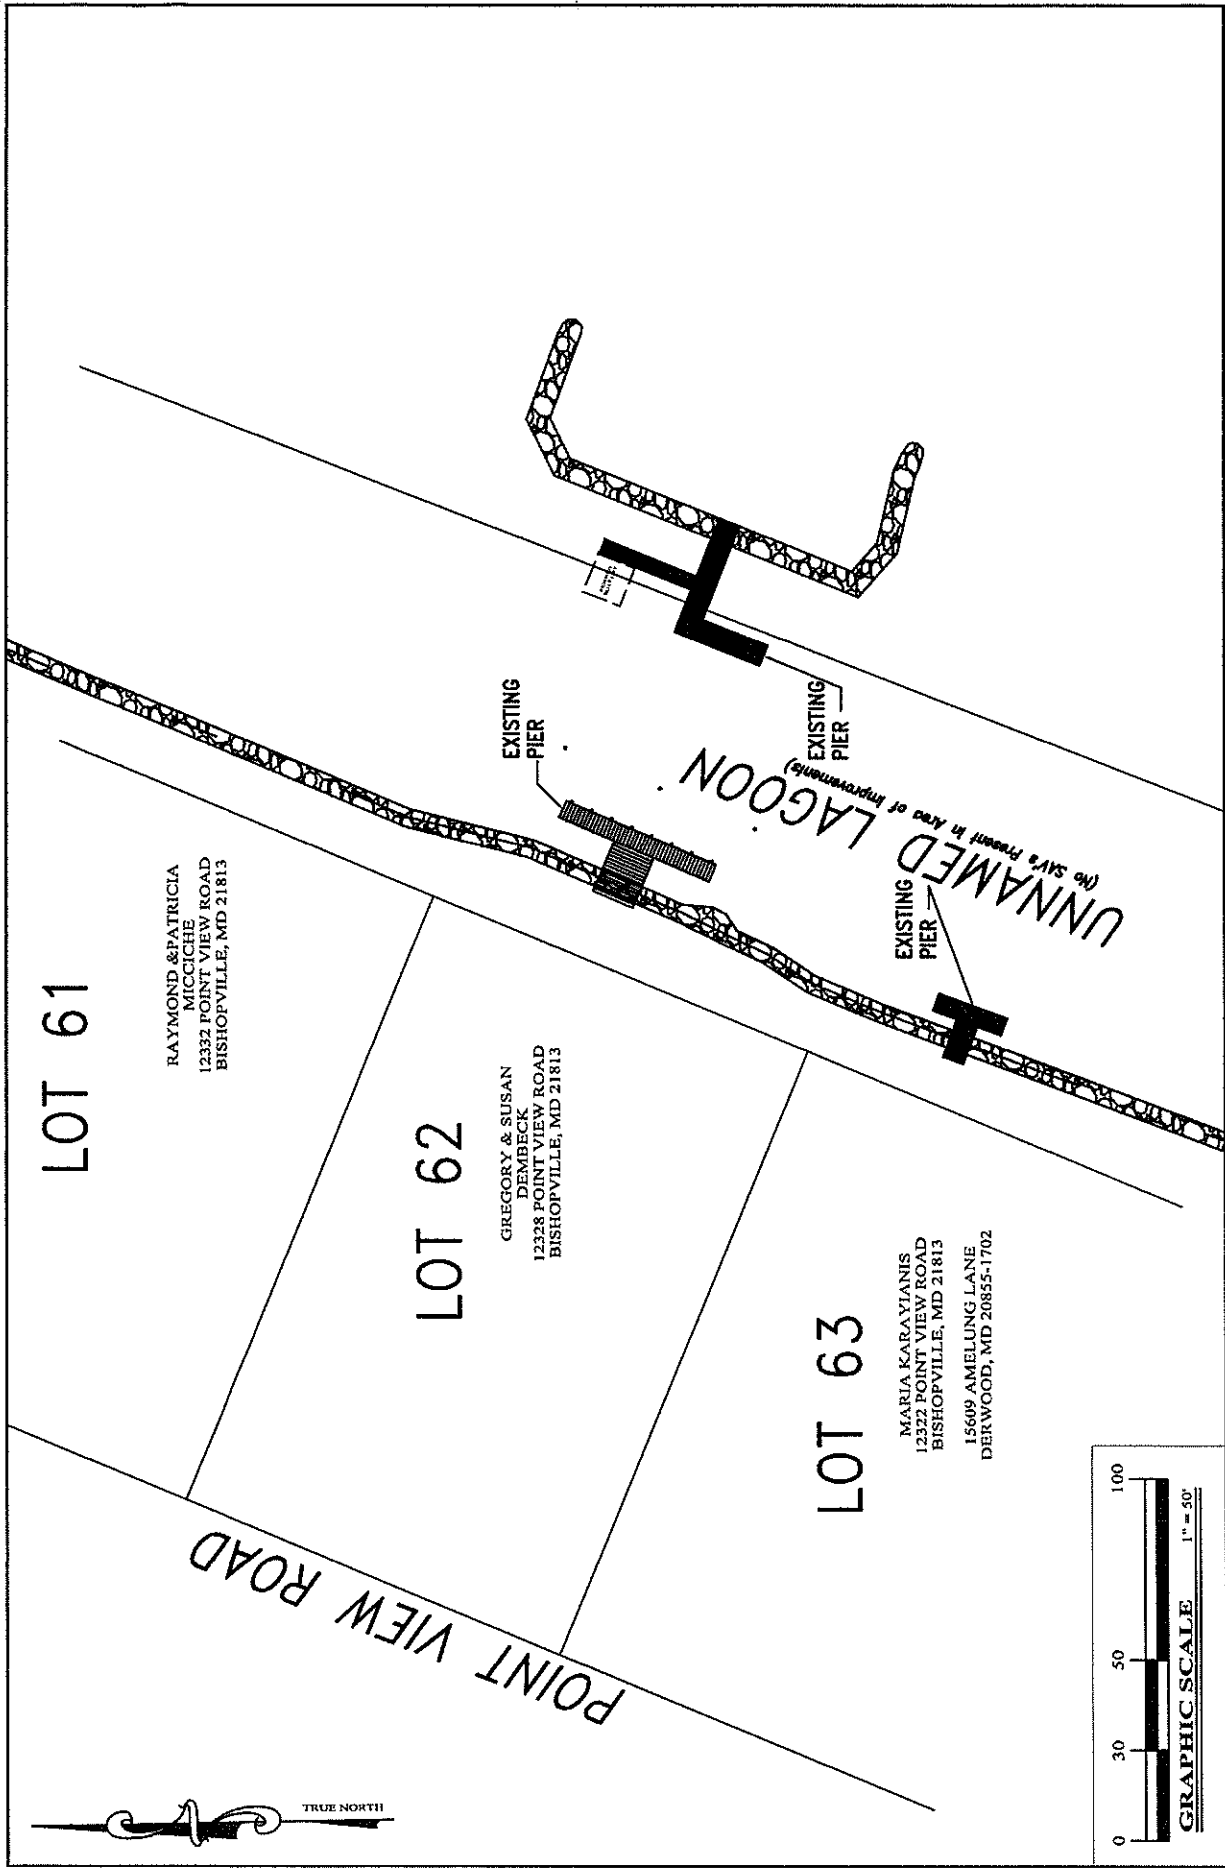 LOT 61
RAYMOND &PATRICIA
MICCICHE
12332 POINT VIEW ROAD
BISHOPVILLE, MD 21813
LOT 62
GREGORY & SUSAN
DEMBECK
12328 POINT VIEW ROAD
BISHOPVILLE, MD 21813
LOT 63
MARIA KARAYIANIS
12322 POINT VIEW ROAD
BISHOPVILLE, MD 21813
15609 AMELUNG LANE
DERWOOD, MD 20855-1702
POINT VIEW ROAD
EXISTING
PIER
EXISTING
PIER
EXISTING
PIER
UNNAMED LAGOON
(No SAV's Present In Area of Improvements)
TRUE NORTH
0 30 50 100
GRAPHIC SCALE 1" = 50'